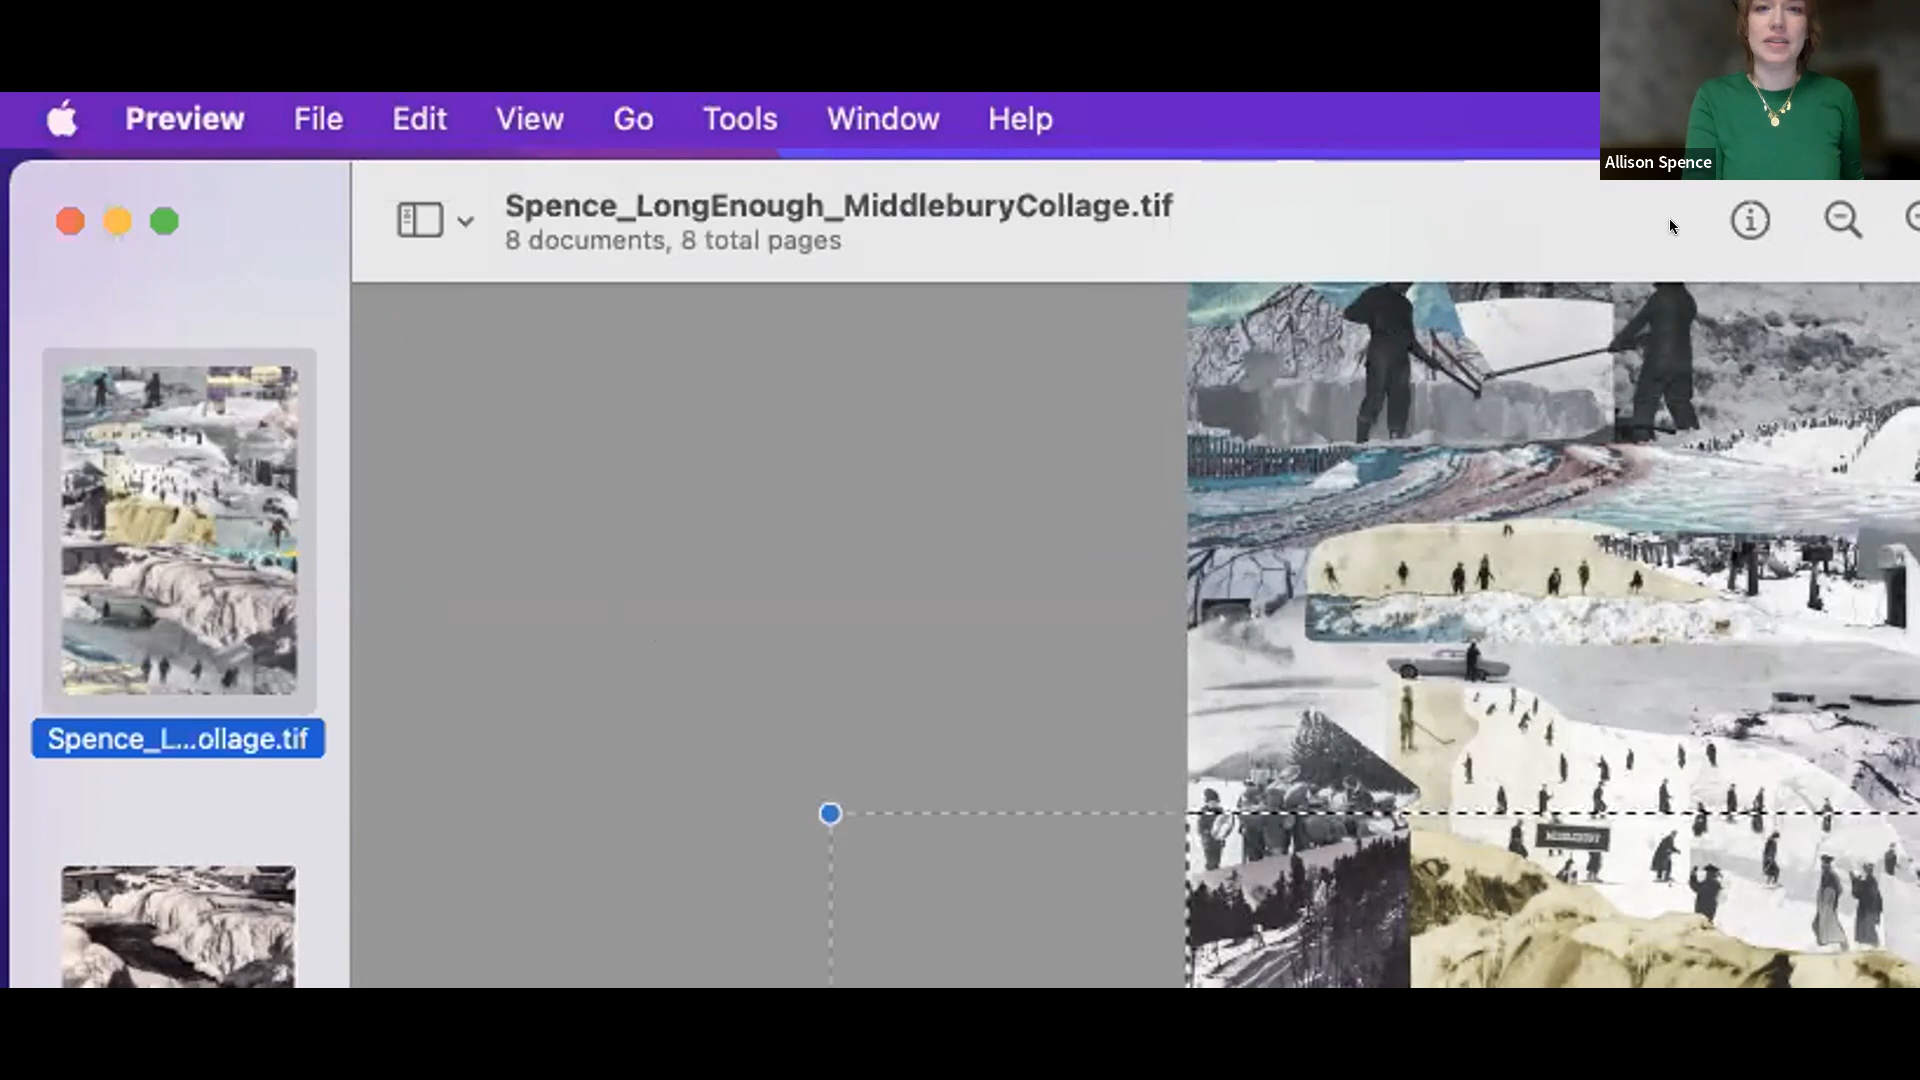 Preview File Edit View Go Tools Window Help
Allison Spence
Spence_LongEnough_MiddleburyCollage.tif
8 documents, 8 total pages
Spence_L...ollage.tif
MIDDLEBURY